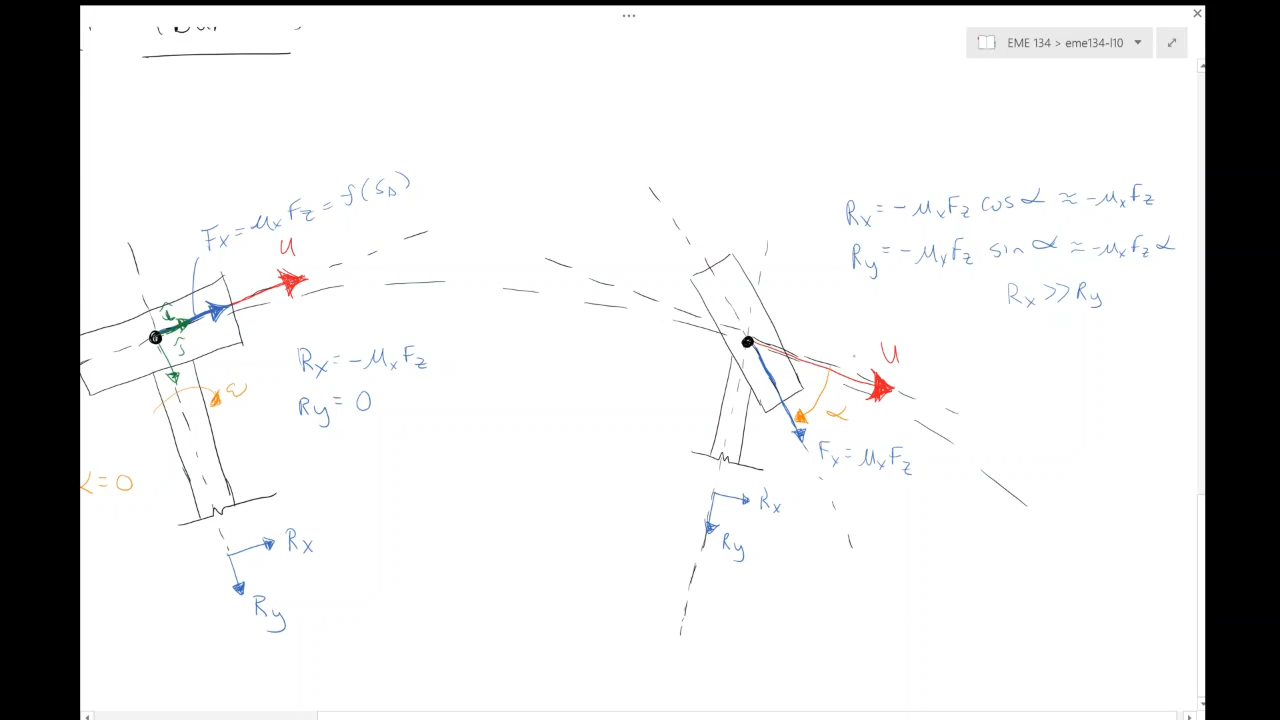 EME 134 > eme134-l10
Fx = μx Fz = f(SΔ)
U
î
ĵ
ω
Rx = -μx Fz
Ry = 0
α = 0
Rx
Ry
Rx = -μx Fz cos α ≈ -μx Fz
Ry = -μx Fz sin α ≈ -μx Fz α
Rx >> Ry
U
α
Fx = μx Fz
Rx
Ry